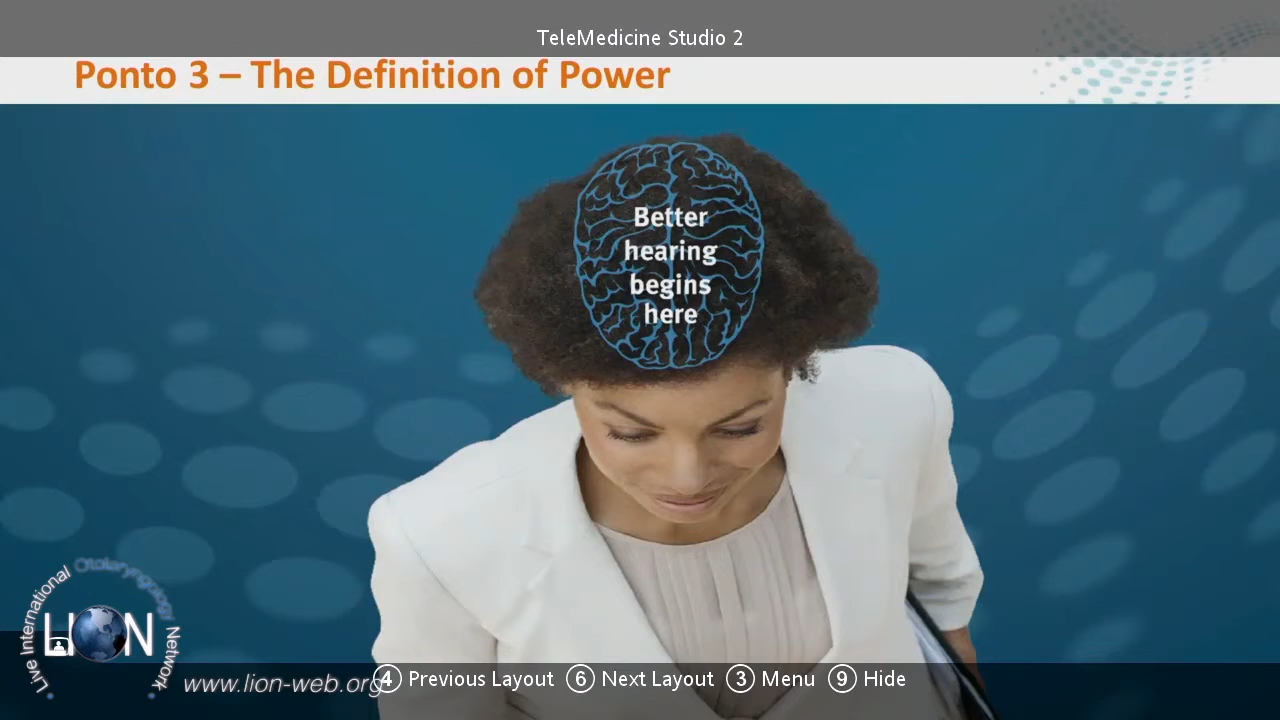 TeleMedicine Studio 2
Ponto 3 – The Definition of Power
Better
hearing
begins
here
Live International Otolaryngology Network
LION
www.lion-web.org
4 Previous Layout 6 Next Layout 3 Menu 9 Hide